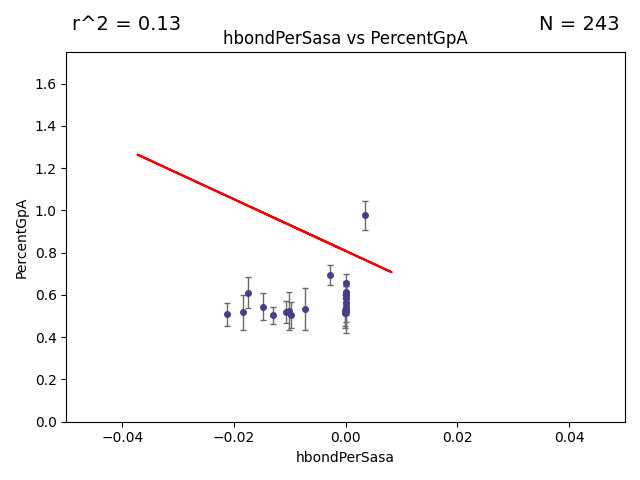 r^2 = 0.13
N = 243
hbondPerSasa vs PercentGpA
1.6
1.4
1.2
1.0
0.8
0.6
0.4
0.2
0.0
PercentGpA
−0.04
−0.02
0.00
0.02
0.04
hbondPerSasa